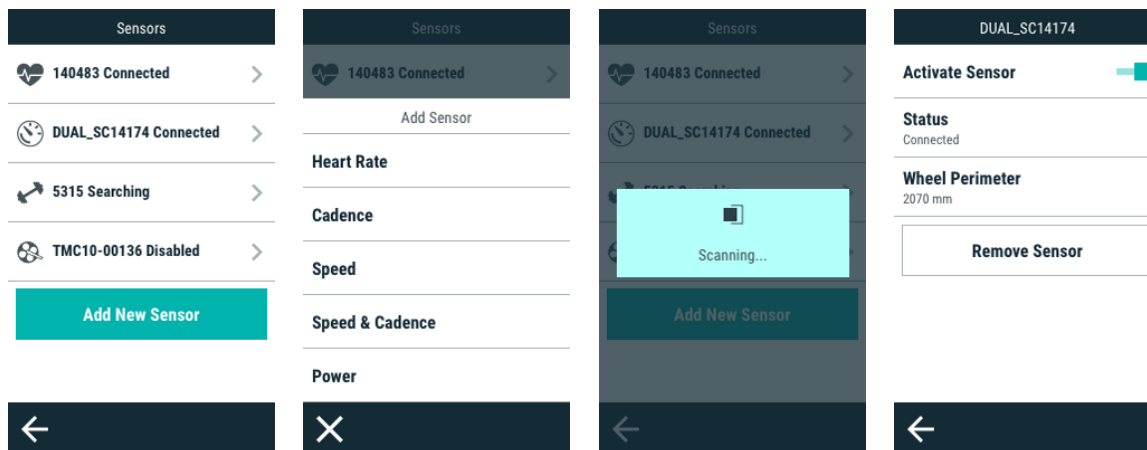 Sensors
140483 Connected
DUAL_SC14174 Connected
5315 Searching
TMC10-00136 Disabled
Add New Sensor
Sensors
140483 Connected
Add Sensor
Heart Rate
Cadence
Speed
Speed & Cadence
Power
Sensors
140483 Connected
DUAL_SC14174 Connected
Scanning...
Add New Sensor
DUAL_SC14174
Activate Sensor
Status
Connected
Wheel Perimeter
2070 mm
Remove Sensor